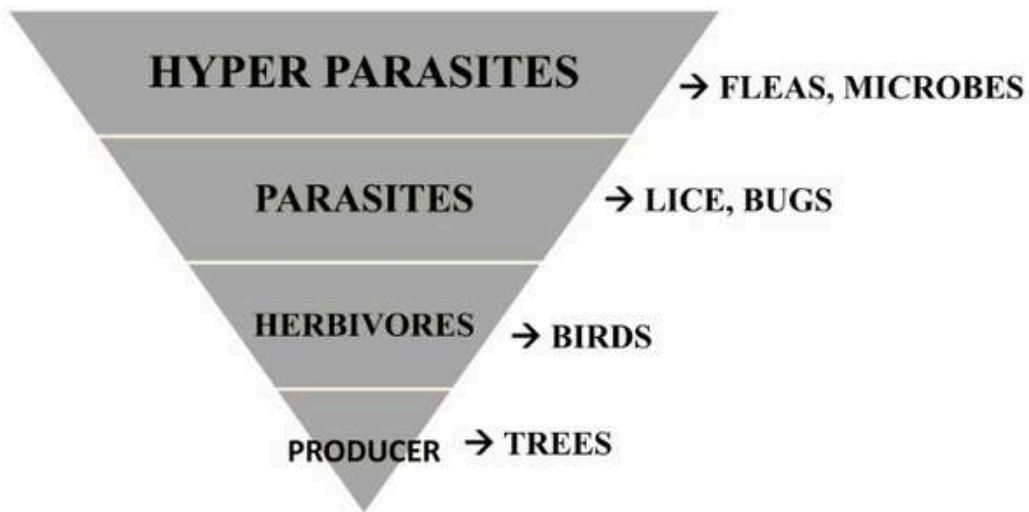 HYPER PARASITES
→ FLEAS, MICROBES
PARASITES
→ LICE, BUGS
HERBIVORES
→ BIRDS
PRODUCER
→ TREES